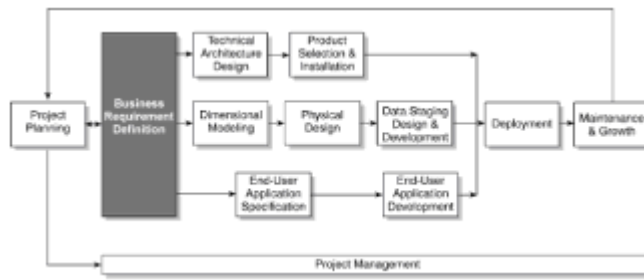 Technical
Architecture
Design
Product
Selection &
Installation
Project
Planning
Business
Requirement
Definition
Dimensional
Modeling
Physical
Design
Data Staging
Design &
Development
Deployment
Maintenance
& Growth
End-User
Application
Specification
End-User
Application
Development
Project Management